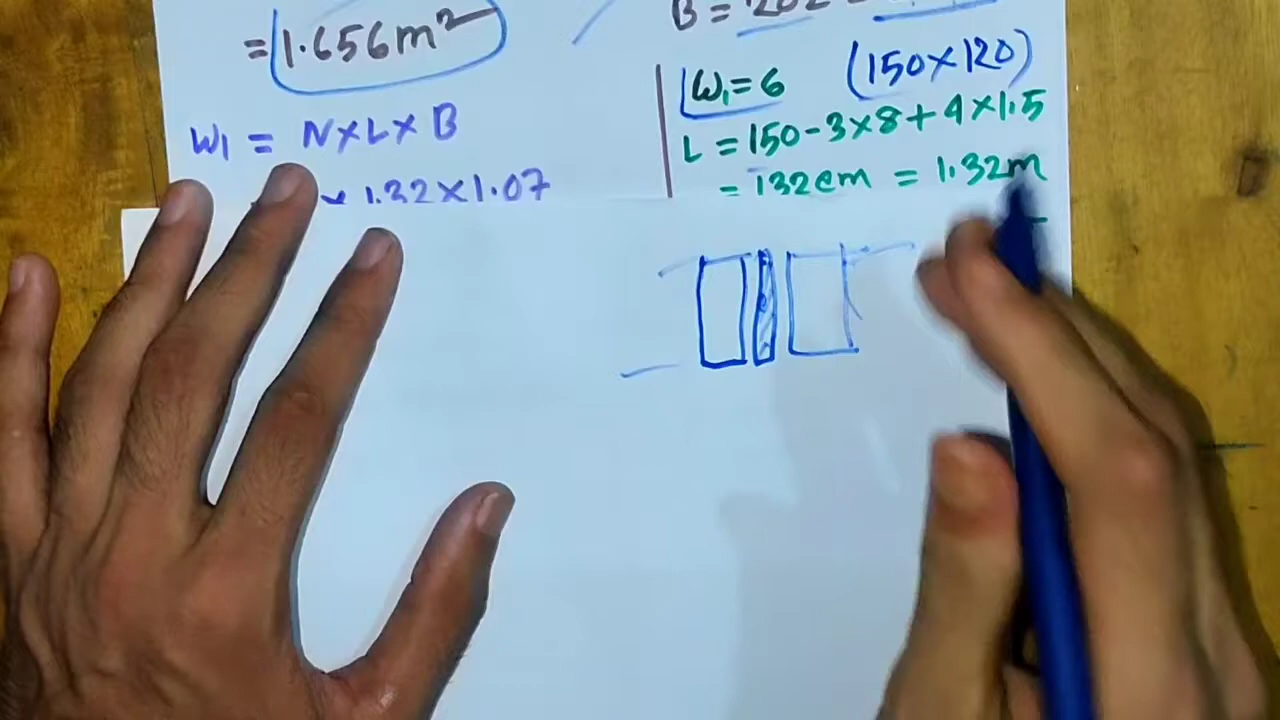 = 1.656m²
B = 202
W₁ = N×L×B
1.32×1.07
W₁=6 (150×120)
L = 150-3×8+4×1.5
= 132cm = 1.32m